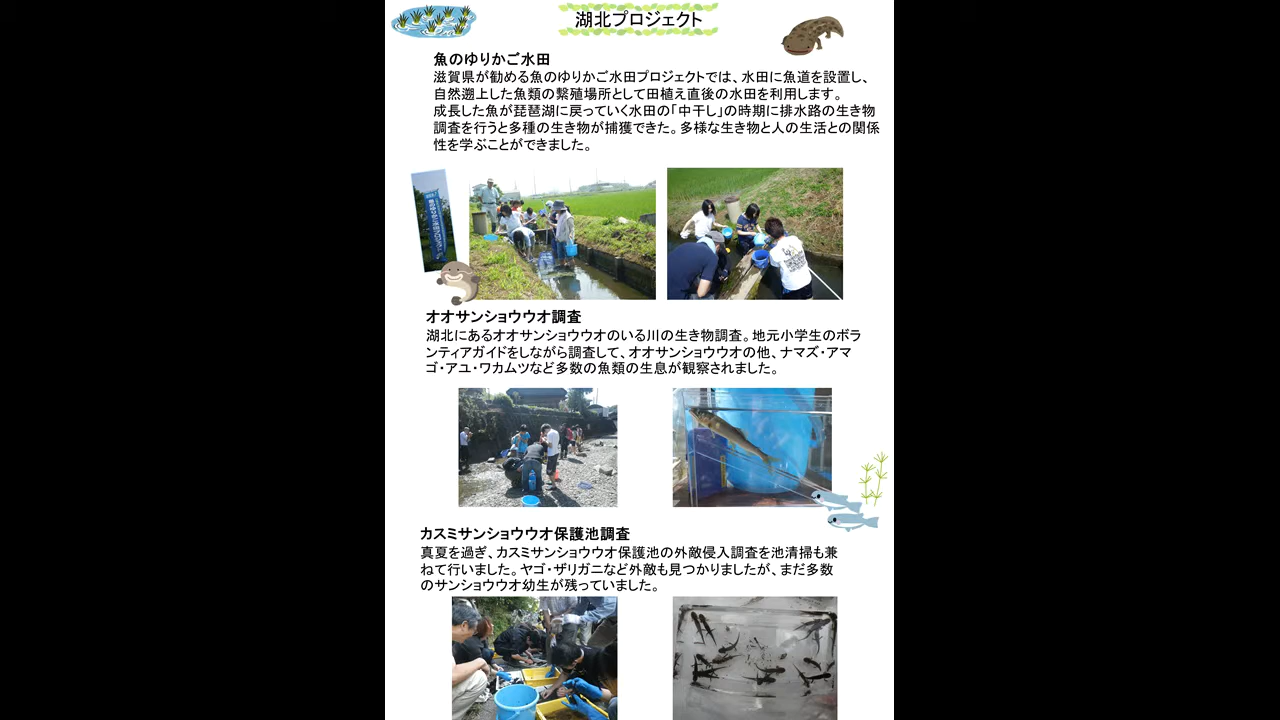 湖北プロジェクト
魚のゆりかご水田
滋賀県が勧める魚のゆりかご水田プロジェクトでは、水田に魚道を設置し、
自然遡上した魚類の繫殖場所として田植え直後の水田を利用します。
成長した魚が琵琶湖に戻っていく水田の「中干し」の時期に排水路の生き物
調査を行うと多種の生き物が捕獲できた。多様な生き物と人の生活との関係
性を学ぶことができました。
オオサンショウウオ調査
湖北にあるオオサンショウウオのいる川の生き物調査。地元小学生のボラ
ンティアガイドをしながら調査して、オオサンショウウオの他、ナマズ・アマ
ゴ・アユ・ワカムツなど多数の魚類の生息が観察されました。
カスミサンショウウオ保護池調査
真夏を過ぎ、カスミサンショウウオ保護池の外敵侵入調査を池清掃も兼
ねて行いました。ヤゴ・ザリガニなど外敵も見つかりましたが、まだ多数
のサンショウウオ幼生が残っていました。